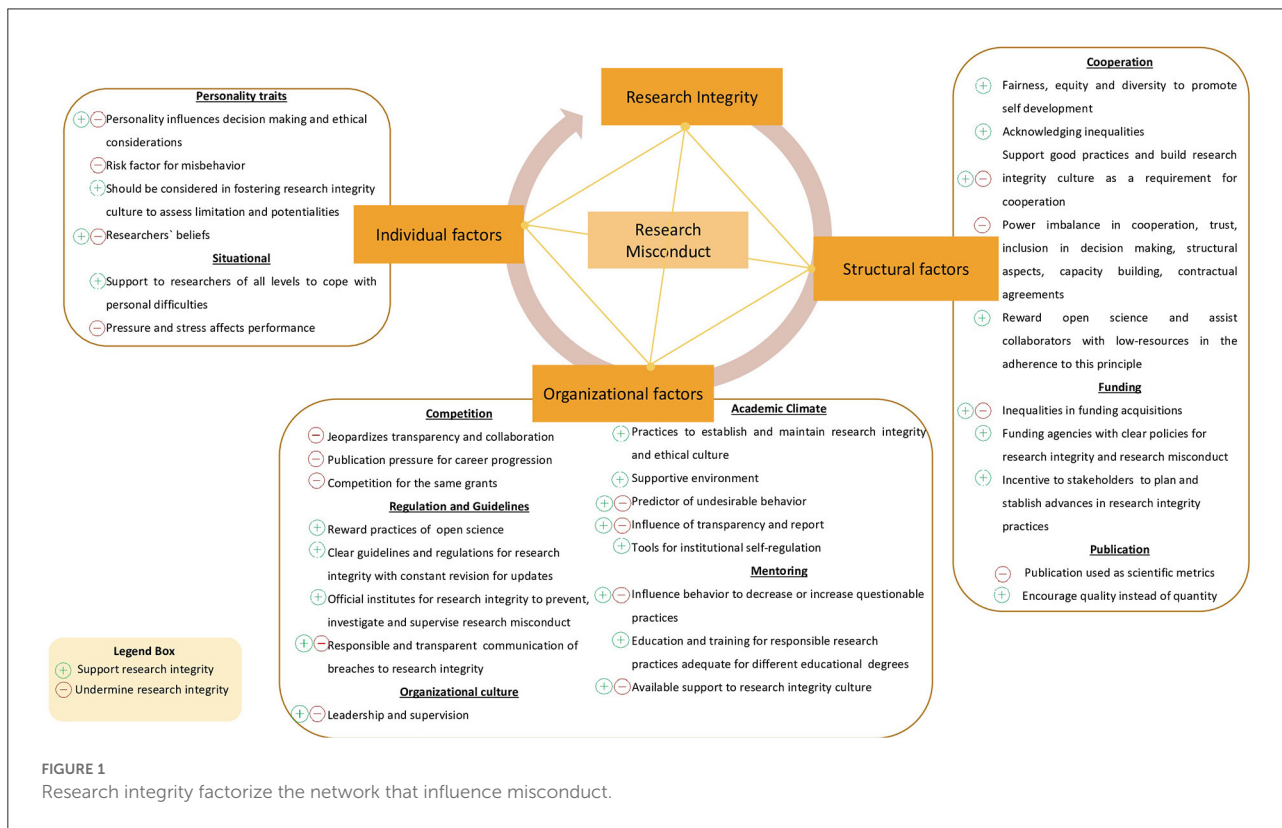 Research Integrity
Individual factors
Research
Misconduct
Structural factors
Organizational factors
Personality traits
Personality influences decision making and ethical
considerations
Risk factor for misbehavior
Should be considered in fostering research integrity
culture to assess limitation and potentialities
Researchers` beliefs
Situational
Support to researchers of all levels to cope with
personal difficulties
Pressure and stress affects performance
Cooperation
Fairness, equity and diversity to promote
self development
Acknowledging inequalities
Support good practices and build research
integrity culture as a requirement for
cooperation
Power imbalance in cooperation, trust,
inclusion in decision making, structural
aspects, capacity building, contractual
agreements
Reward open science and assist
collaborators with low-resources in the
adherence to this principle
Funding
Inequalities in funding acquisitions
Funding agencies with clear policies for
research integrity and research misconduct
Incentive to stakeholders to plan and
stablish advances in research integrity
practices
Publication
Publication used as scientific metrics
Encourage quality instead of quantity
Competition
Jeopardizes transparency and collaboration
Publication pressure for career progression
Competition for the same grants
Regulation and Guidelines
Reward practices of open science
Clear guidelines and regulations for research
integrity with constant revision for updates
Official institutes for research integrity to prevent,
investigate and supervise research misconduct
Responsible and transparent communication of
breaches to research integrity
Organizational culture
Leadership and supervision
Academic Climate
Practices to establish and maintain research integrity
and ethical culture
Supportive environment
Predictor of undesirable behavior
Influence of transparency and report
Tools for institutional self-regulation
Mentoring
Influence behavior to decrease or increase questionable
practices
Education and training for responsible research
practices adequate for different educational degrees
Available support to research integrity culture
Legend Box
Support research integrity
Undermine research integrity
FIGURE 1
Research integrity factorize the network that influence misconduct.